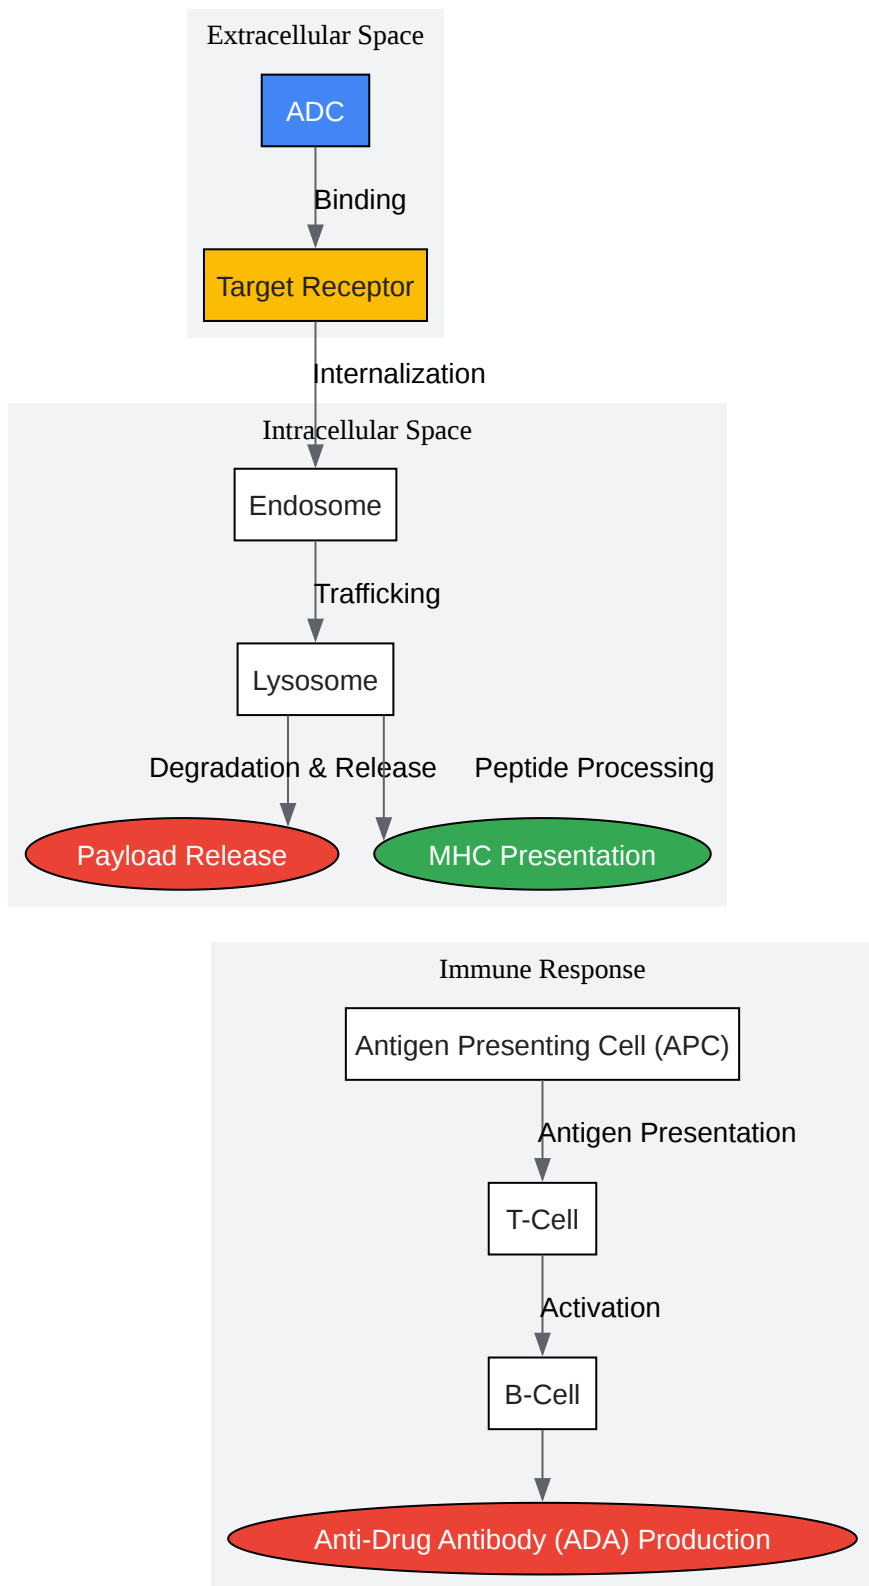 Extracellular Space
ADC
Binding
Target Receptor
Internalization
Intracellular Space
Endosome
Trafficking
Lysosome
Degradation & Release
Peptide Processing
Payload Release
MHC Presentation
Immune Response
Antigen Presenting Cell (APC)
Antigen Presentation
T-Cell
Activation
B-Cell
Anti-Drug Antibody (ADA) Production